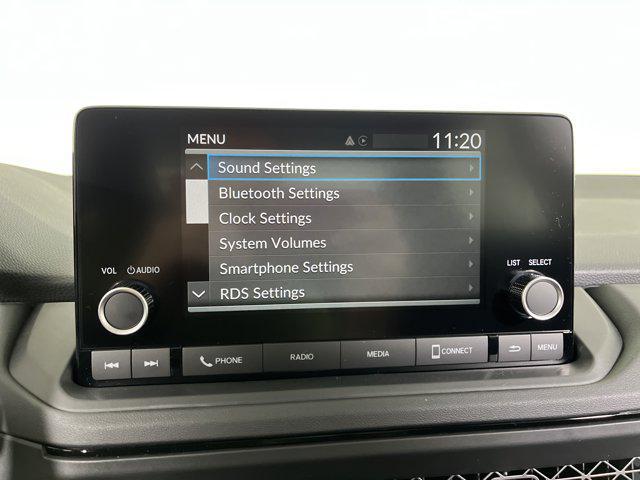 MENU 11:20
Sound Settings
Bluetooth Settings
Clock Settings
System Volumes
Smartphone Settings
RDS Settings
VOL AUDIO
LIST SELECT
PHONE RADIO MEDIA CONNECT MENU